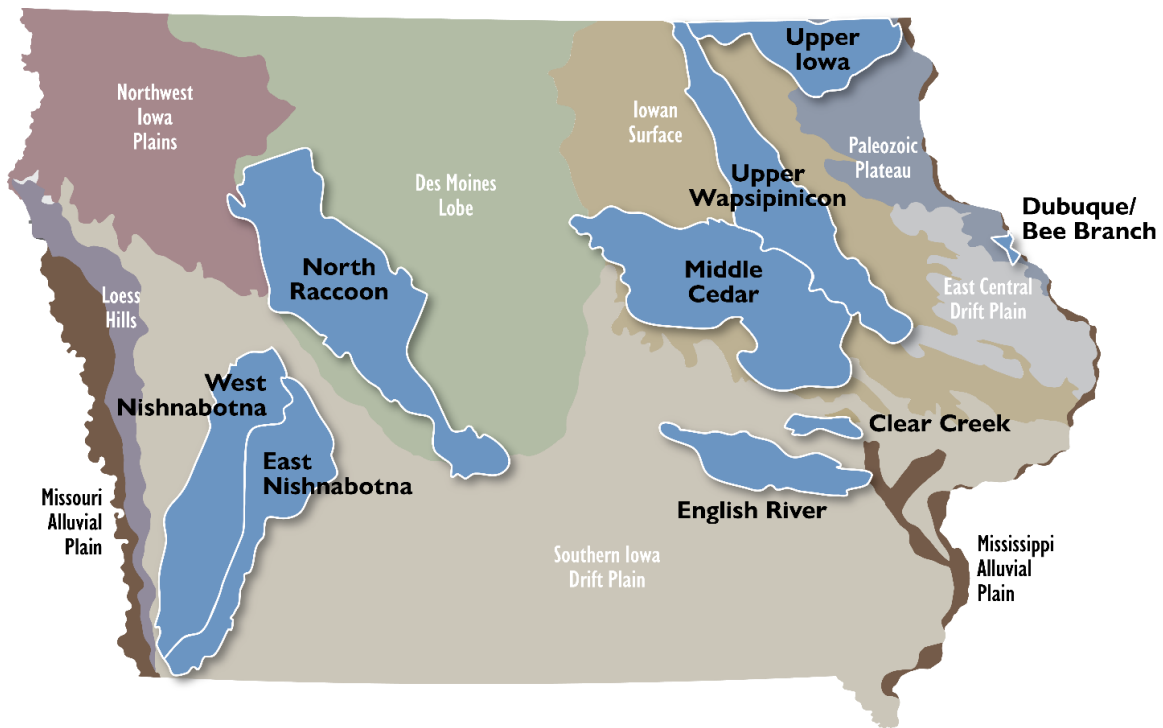 Upper
Iowa
Northwest
Iowa
Plains
Iowan
Surface
Paleozoic
Plateau
Des Moines
Lobe
Upper
Wapsipinicon
Dubuque/
Bee Branch
North
Raccoon
Middle
Cedar
Loess
Hills
East Central
Drift Plain
West
Nishnabotna
Clear Creek
East
Nishnabotna
Missouri
Alluvial
Plain
English River
Southern Iowa
Drift Plain
Mississippi
Alluvial
Plain